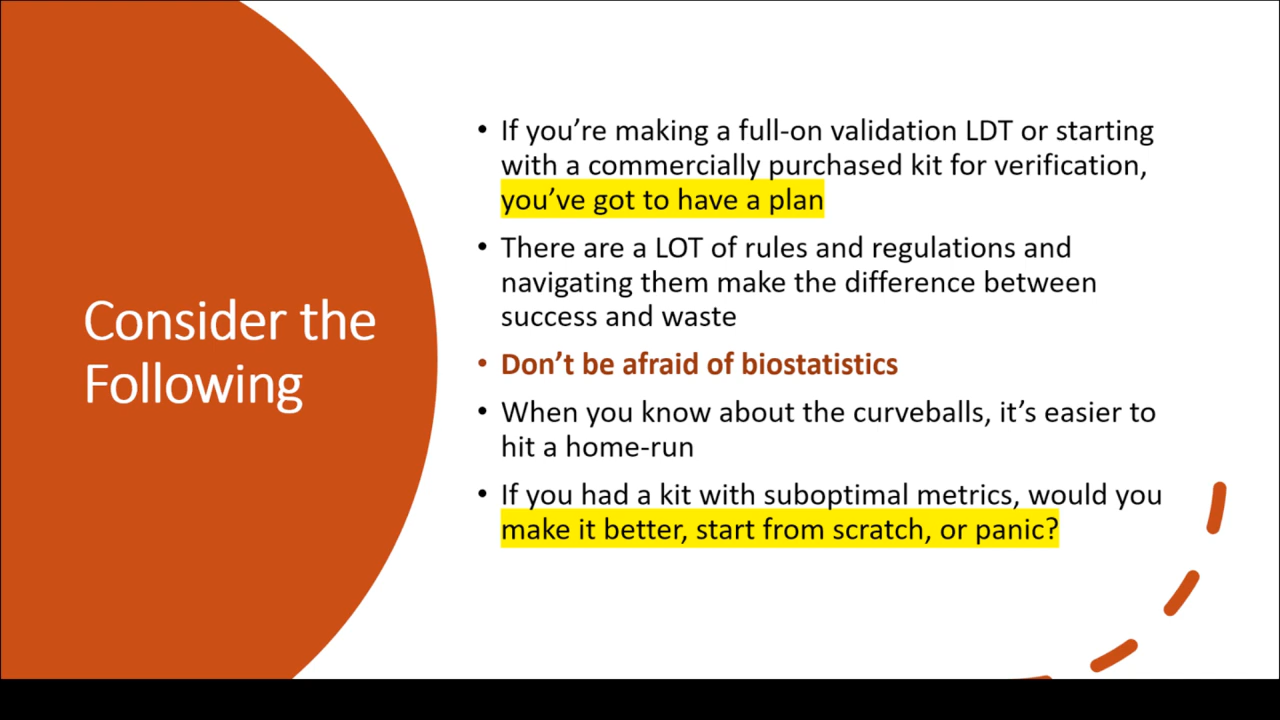 Consider the
Following
• If you’re making a full-on validation LDT or starting
with a commercially purchased kit for verification,
you’ve got to have a plan
• There are a LOT of rules and regulations and
navigating them make the difference between
success and waste
• Don’t be afraid of biostatistics
• When you know about the curveballs, it’s easier to
hit a home-run
• If you had a kit with suboptimal metrics, would you
make it better, start from scratch, or panic?